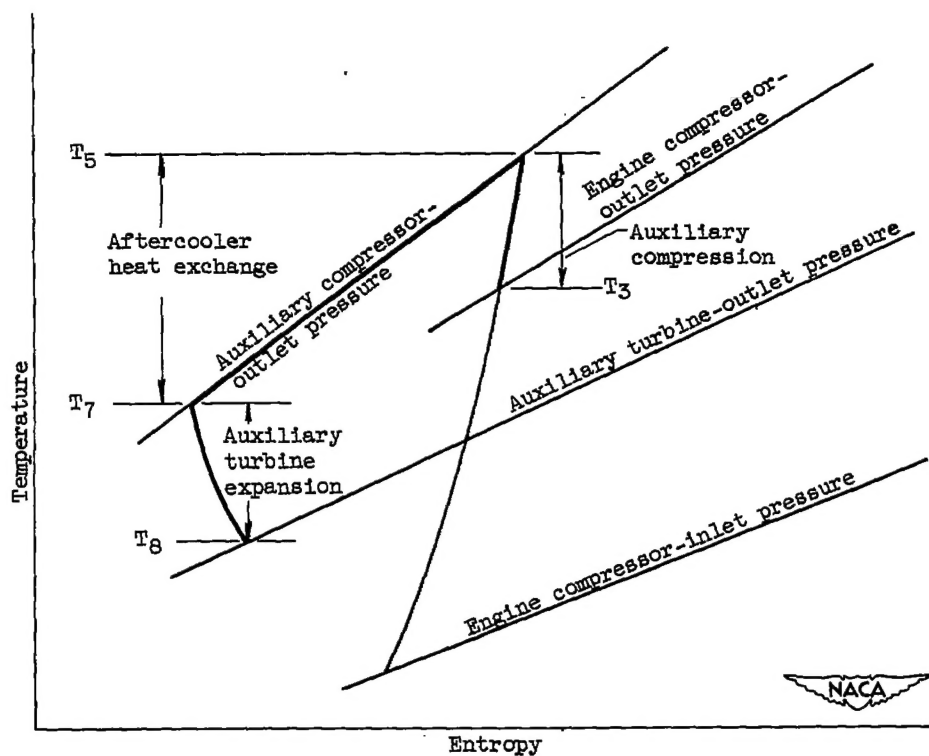 T5
Engine compressor-
outlet pressure
Aftercooler
heat exchange
Auxiliary compressor-
outlet pressure
Auxiliary
compression
T3
Auxiliary turbine-outlet pressure
T7
Auxiliary
turbine
expansion
Temperature
T8
Engine compressor-inlet pressure
NACA
Entropy